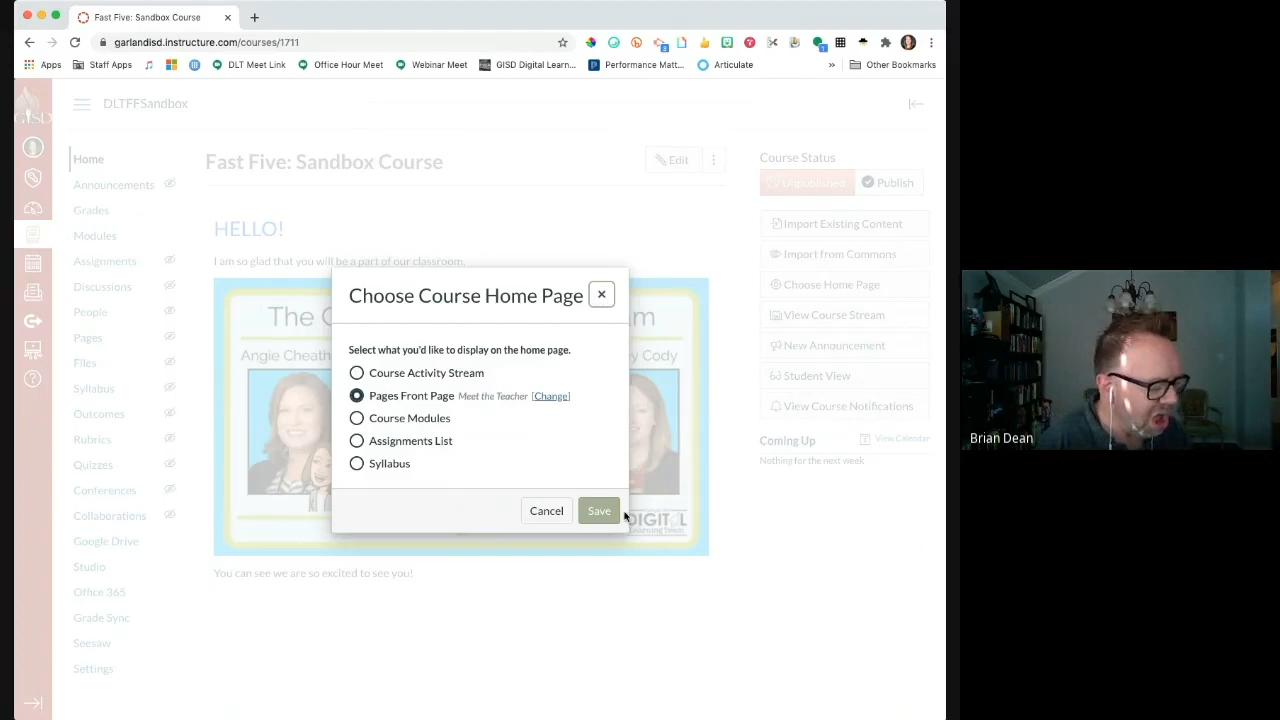 Fast Five: Sandbox Course
garlandisd.instructure.com/courses/1711
Apps
Staff Apps
DLT Meet Link
Office Hour Meet
Webinar Meet
GISD Digital Learn...
Performance Matt...
Articulate
»
Other Bookmarks
GISD
DLTFFSandbox
Home
Announcements
Grades
Modules
Assignments
Discussions
People
Pages
Files
Syllabus
Outcomes
Rubrics
Quizzes
Conferences
Collaborations
Google Drive
Studio
Office 365
Grade Sync
Seesaw
Settings
Fast Five: Sandbox Course
Edit
HELLO!
I am so glad that you will be a part of our classroom.
The
Angie Cheath
Cody
DIGITAL
You can see we are so excited to see you!
Choose Course Home Page
Select what you'd like to display on the home page.
Course Activity Stream
Pages Front Page Meet the Teacher [Change]
Course Modules
Assignments List
Syllabus
Cancel
Save
Course Status
Unpublished
Publish
Import Existing Content
Import from Commons
Choose Home Page
View Course Stream
New Announcement
Student View
View Course Notifications
Coming Up
View Calendar
Nothing for the next week
Brian Dean